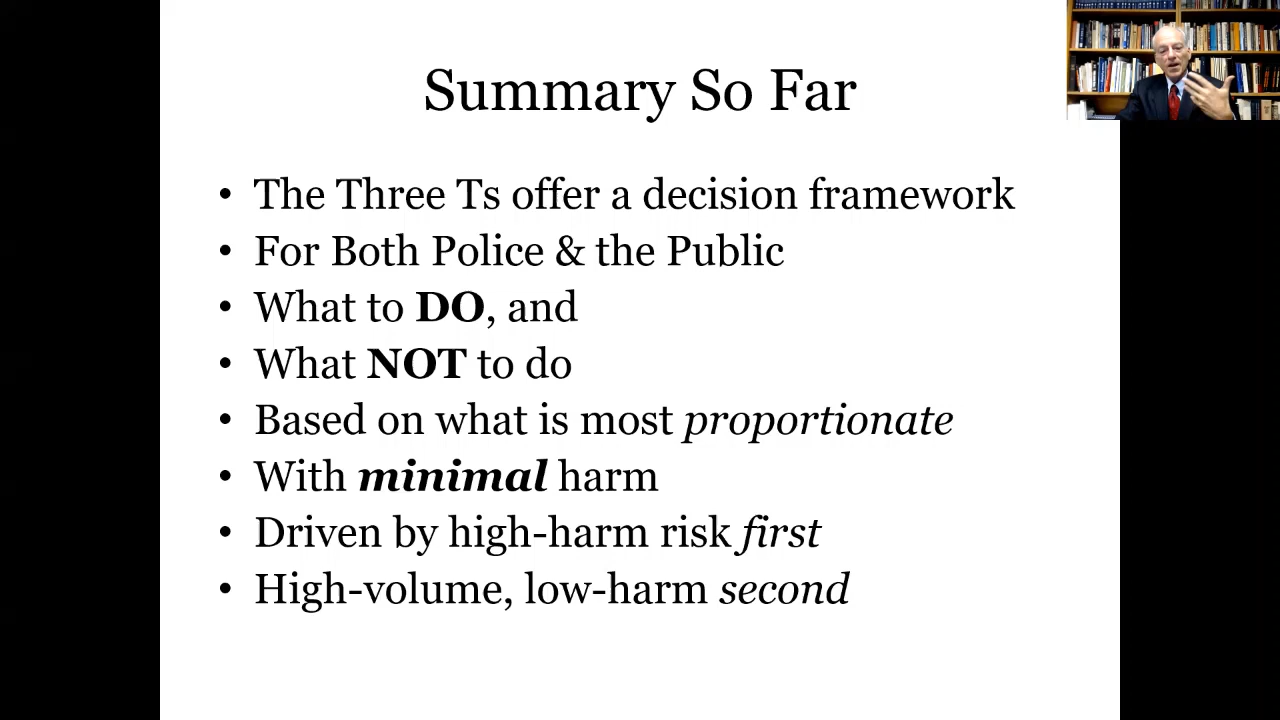 Summary So Far
• The Three Ts offer a decision framework
• For Both Police & the Public
• What to DO, and
• What NOT to do
• Based on what is most proportionate
• With minimal harm
• Driven by high-harm risk first
• High-volume, low-harm second